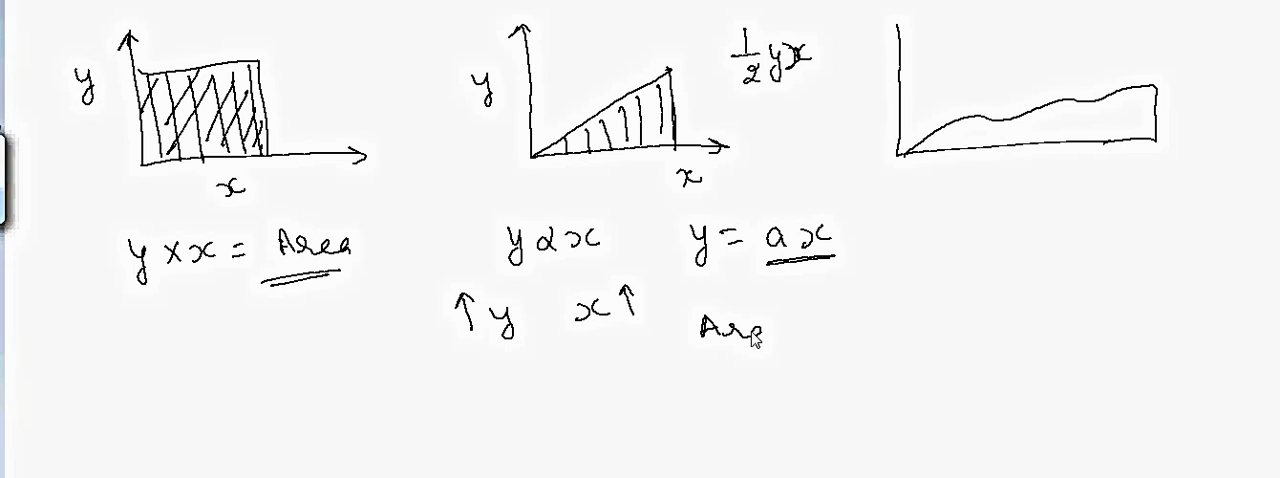 y
x
y × x = Area
y
½ yx
x
y α x
y = ax
↑ y x ↑
Are